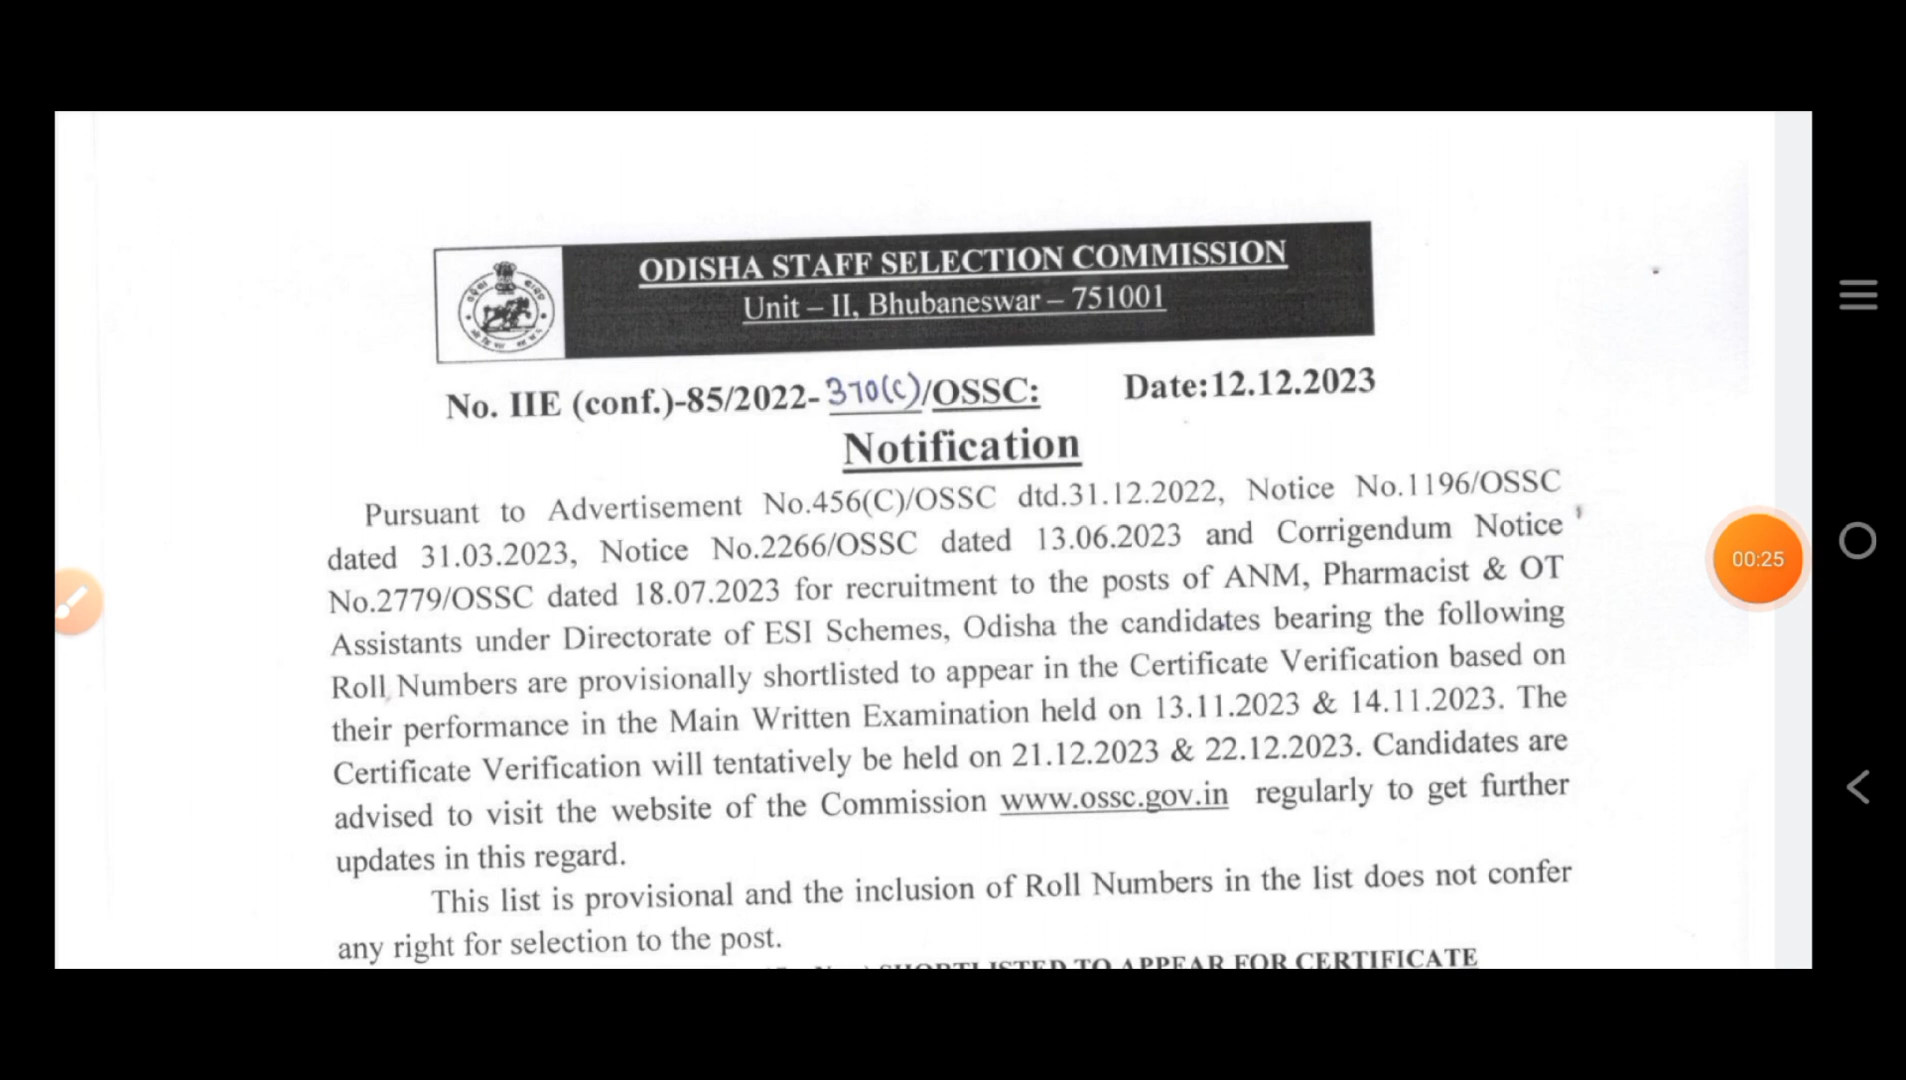 ODISHA STAFF SELECTION COMMISSION
Unit – II, Bhubaneswar – 751001
No. IIE (conf.)-85/2022-370(C)/OSSC: Date:12.12.2023
Notification
Pursuant to Advertisement No.456(C)/OSSC dtd.31.12.2022, Notice No.1196/OSSC
dated 31.03.2023, Notice No.2266/OSSC dated 13.06.2023 and Corrigendum Notice
No.2779/OSSC dated 18.07.2023 for recruitment to the posts of ANM, Pharmacist & OT
Assistants under Directorate of ESI Schemes, Odisha the candidates bearing the following
Roll Numbers are provisionally shortlisted to appear in the Certificate Verification based on
their performance in the Main Written Examination held on 13.11.2023 & 14.11.2023. The
Certificate Verification will tentatively be held on 21.12.2023 & 22.12.2023. Candidates are
advised to visit the website of the Commission www.ossc.gov.in regularly to get further
updates in this regard.
This list is provisional and the inclusion of Roll Numbers in the list does not confer
any right for selection to the post.
SHORTLISTED TO APPEAR FOR CERTIFICATE
00:25